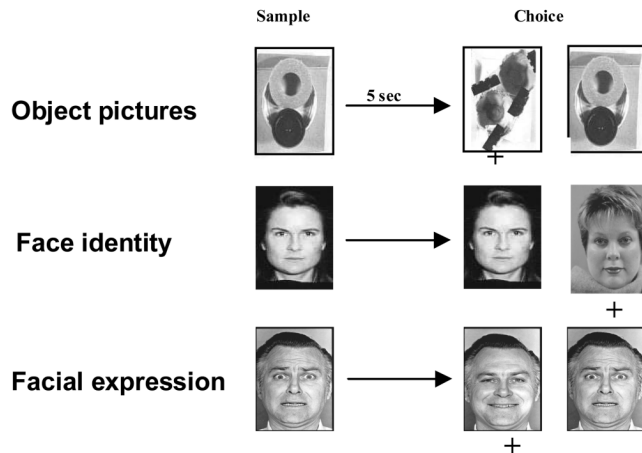 Sample Choice
Object pictures
5 sec
+
Face identity
+
Facial expression
+